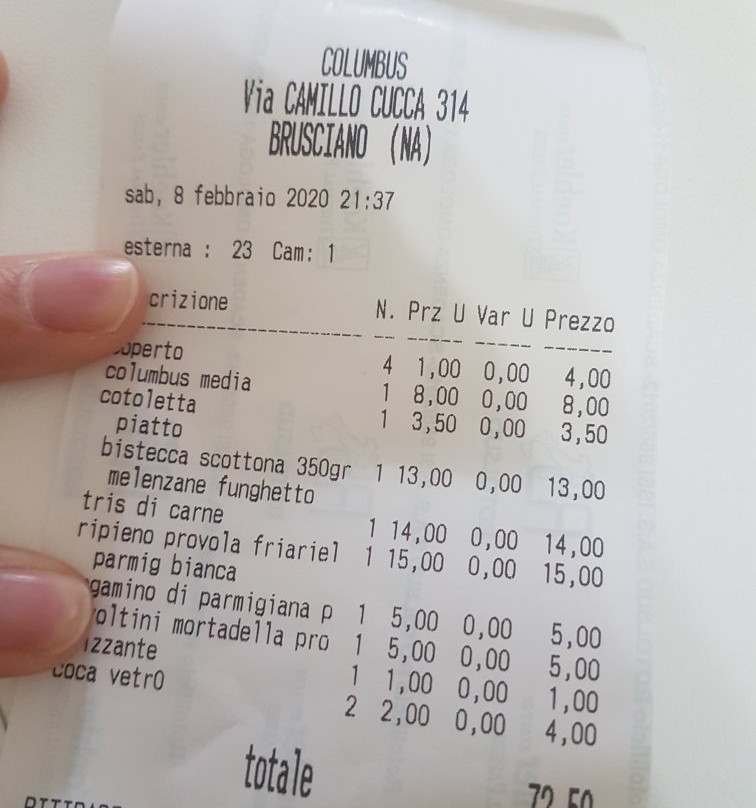 COLUMBUS
Via CAMILLO CUCCA 314
BRUSCIANO (NA)
sab, 8 febbraio 2020 21:37
esterna : 23 Cam: 1
crizione N. Prz U Var U Prezzo
operto 4 1,00 0,00 4,00
columbus media 1 8,00 0,00 8,00
cotoletta 1 3,50 0,00 3,50
piatto
bistecca scottona 350gr 1 13,00 0,00 13,00
melenzane funghetto
tris di carne 1 14,00 0,00 14,00
ripieno provola friariel 1 15,00 0,00 15,00
parmig bianca
gamino di parmigiana p 1 5,00 0,00 5,00
oltini mortadella pro 1 5,00 0,00 5,00
izzante 1 1,00 0,00 1,00
coca vetr0 2 2,00 0,00 4,00
totale 72,50